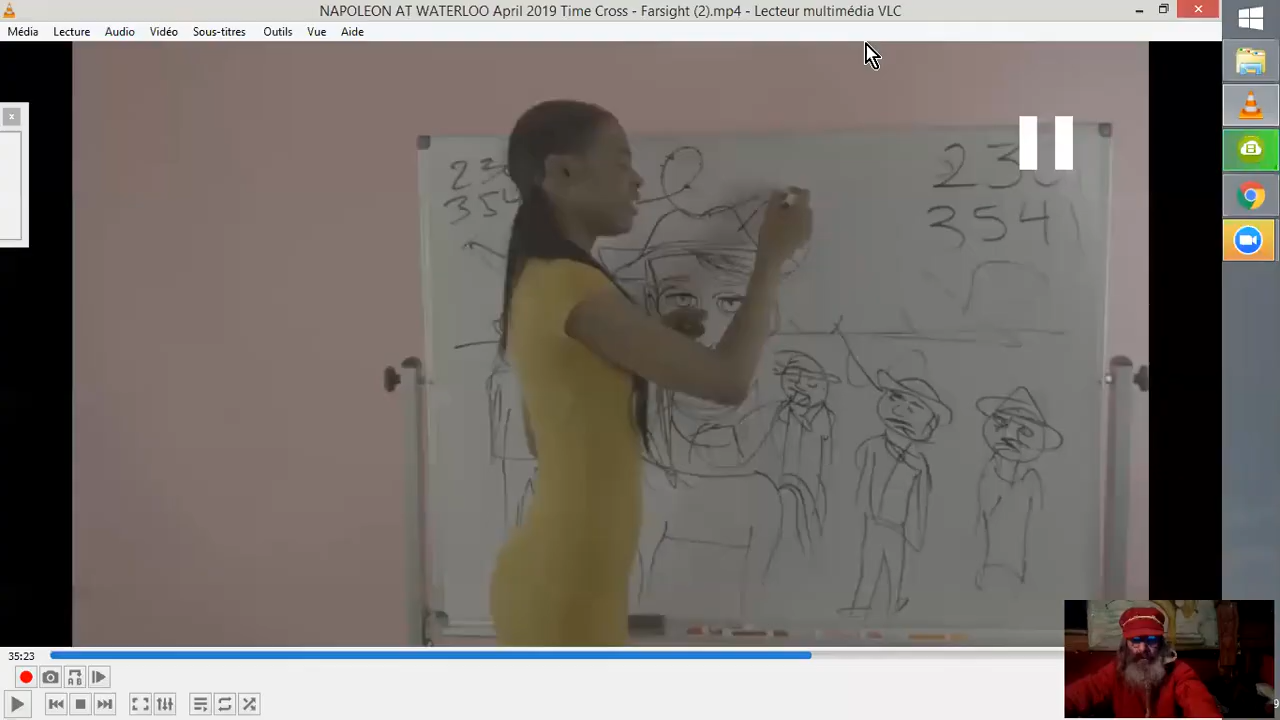 NAPOLEON AT WATERLOO April 2019 Time Cross - Farsight (2).mp4 - Lecteur multimédia VLC
Média Lecture Audio Vidéo Sous-titres Outils Vue Aide
x
354
3541
35:23